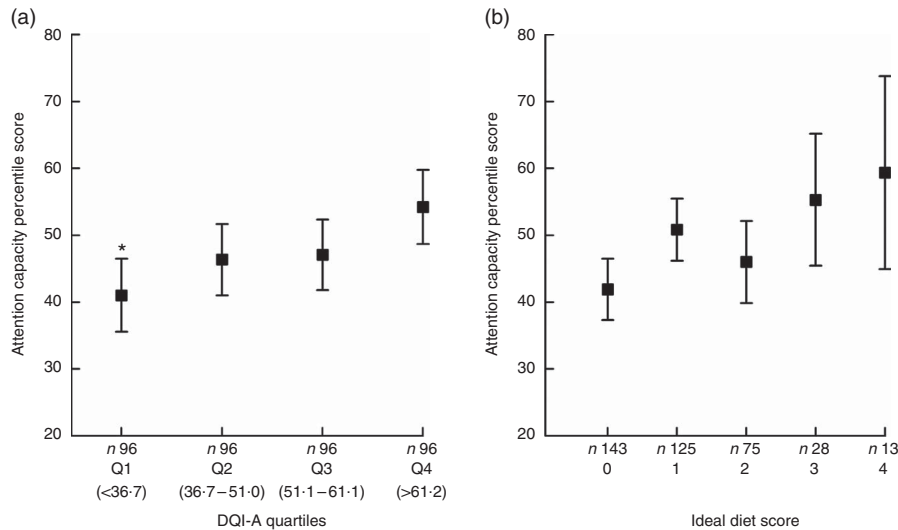 (a)
80
70
60
50
40
30
20
Attention capacity percentile score
*
n 96 n 96 n 96 n 96
Q1 Q2 Q3 Q4
(<36·7) (36·7–51·0) (51·1–61·1) (>61·2)
DQI-A quartiles
(b)
80
70
60
50
40
30
20
Attention capacity percentile score
n 143 n 125 n 75 n 28 n 13
0 1 2 3 4
Ideal diet score